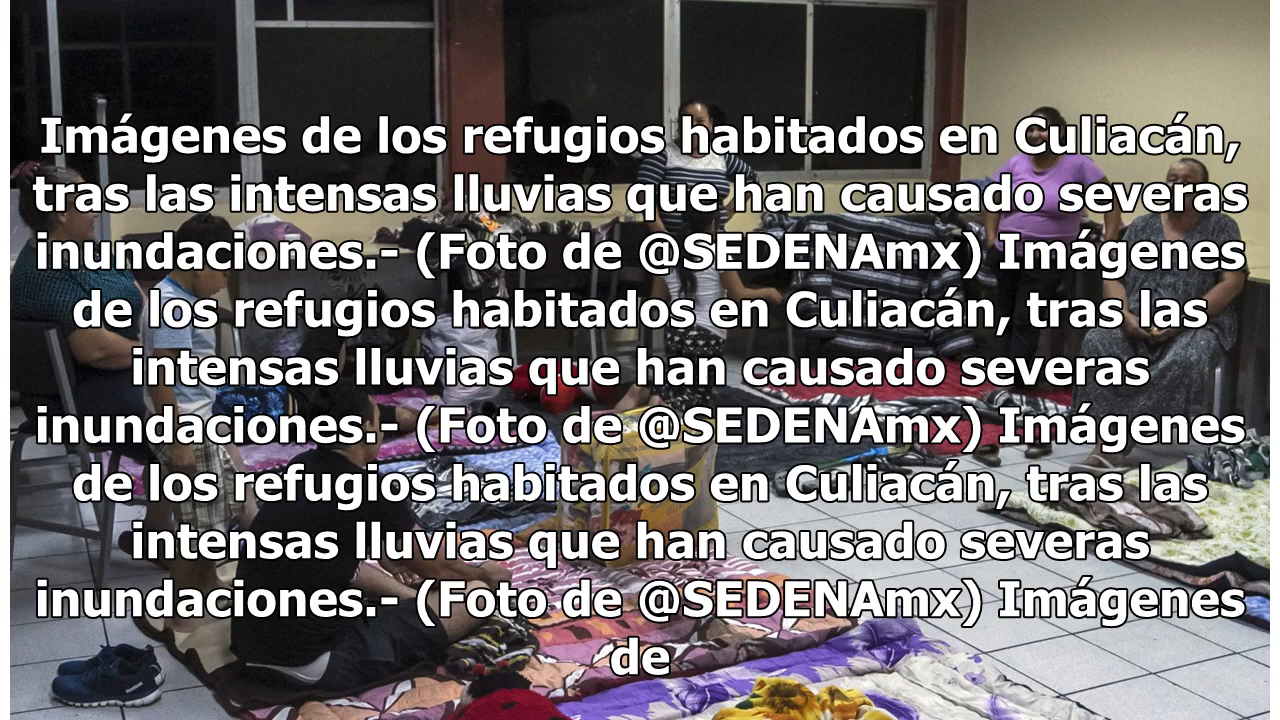 Imágenes de los refugios habitados en Culiacán,
tras las intensas lluvias que han causado severas
inundaciones.- (Foto de @SEDENAmx) Imágenes
de los refugios habitados en Culiacán, tras las
intensas lluvias que han causado severas
inundaciones.- (Foto de @SEDENAmx) Imágenes
de los refugios habitados en Culiacán, tras las
intensas lluvias que han causado severas
inundaciones.- (Foto de @SEDENAmx) Imágenes
de